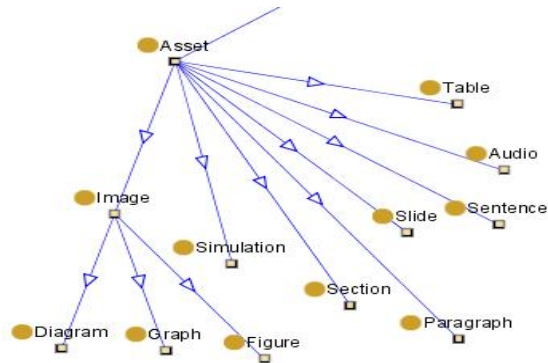 Asset
Table
Audio
Image
Slide
Sentence
Simulation
Section
Diagram
Graph
Figure
Paragraph